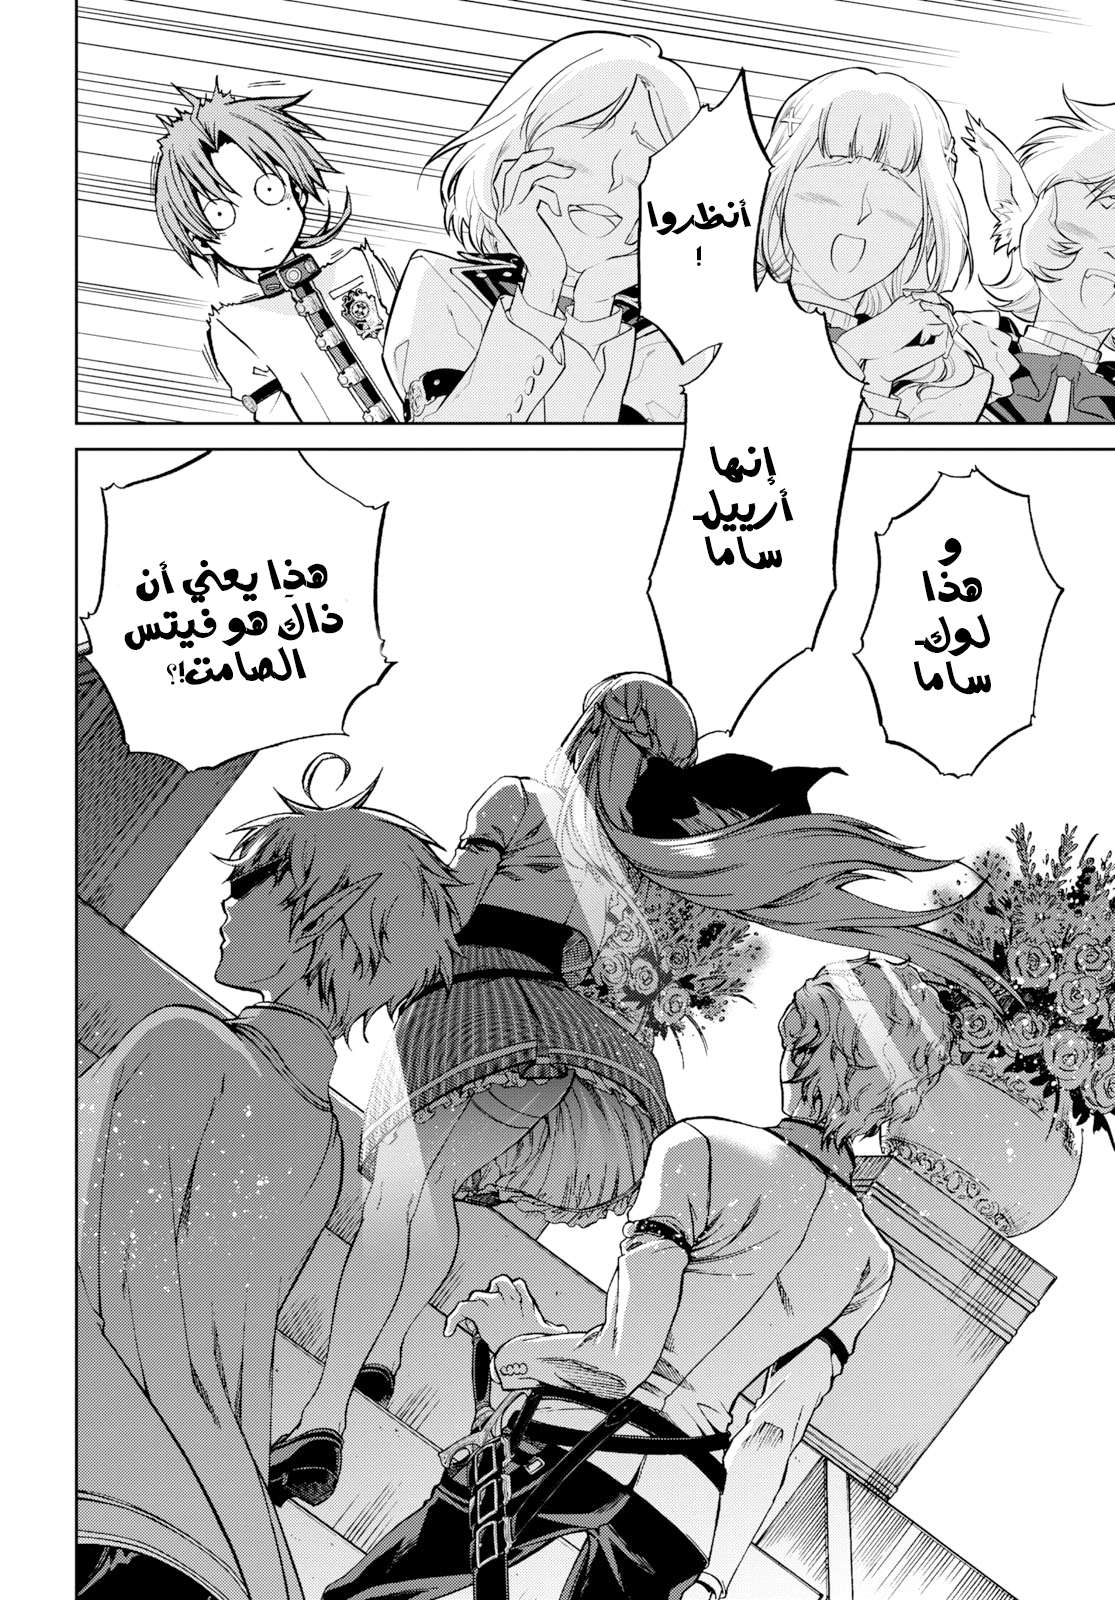 أنظروا
!
إنها
أرييل-
ساما
و
هذا
لوك-
ساما
هذا يعني أن
ذاك هو فيتس
الصامت!؟